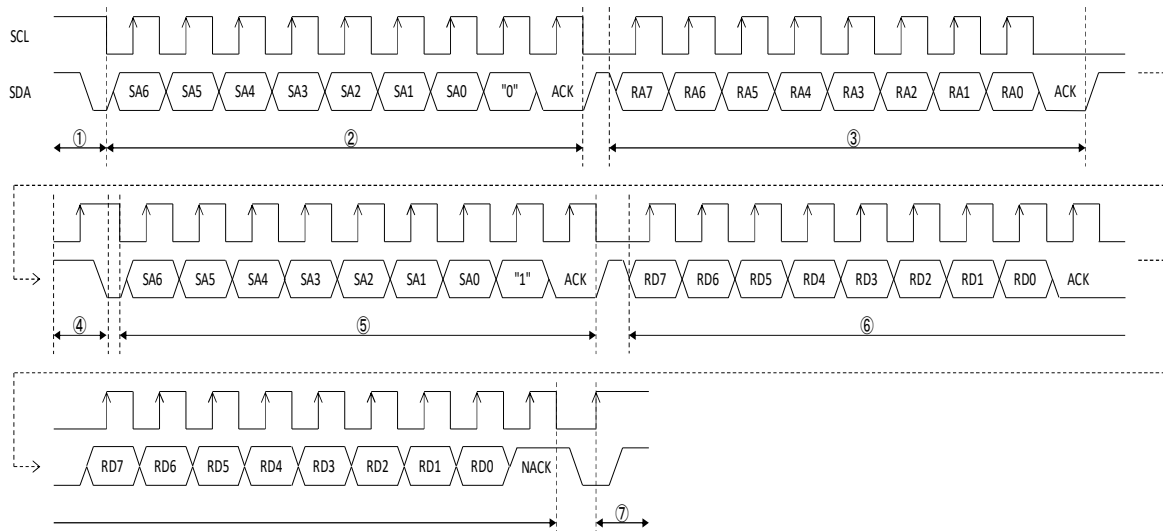 SCL
SDA SA6 SA5 SA4 SA3 SA2 SA1 SA0 "0" ACK RA7 RA6 RA5 RA4 RA3 RA2 RA1 RA0 ACK
① ② ③
SA6 SA5 SA4 SA3 SA2 SA1 SA0 "1" ACK RD7 RD6 RD5 RD4 RD3 RD2 RD1 RD0 ACK
④ ⑤ ⑥
RD7 RD6 RD5 RD4 RD3 RD2 RD1 RD0 NACK
⑦